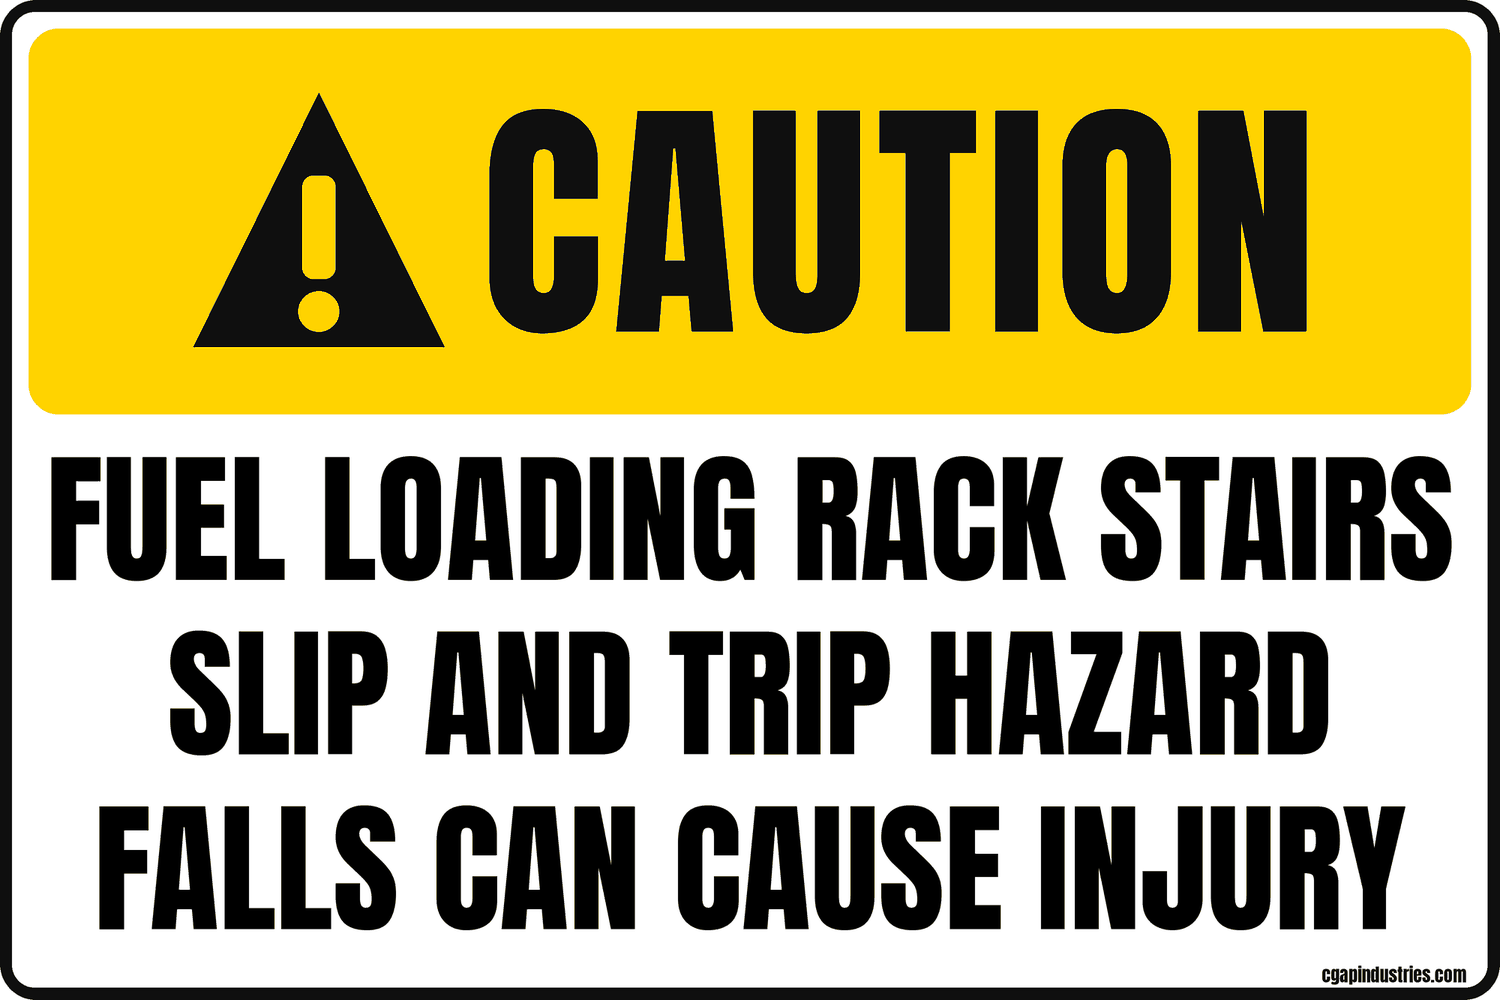 CAUTION
FUEL LOADING RACK STAIRS
SLIP AND TRIP HAZARD
FALLS CAN CAUSE INJURY
cgapindustries.com